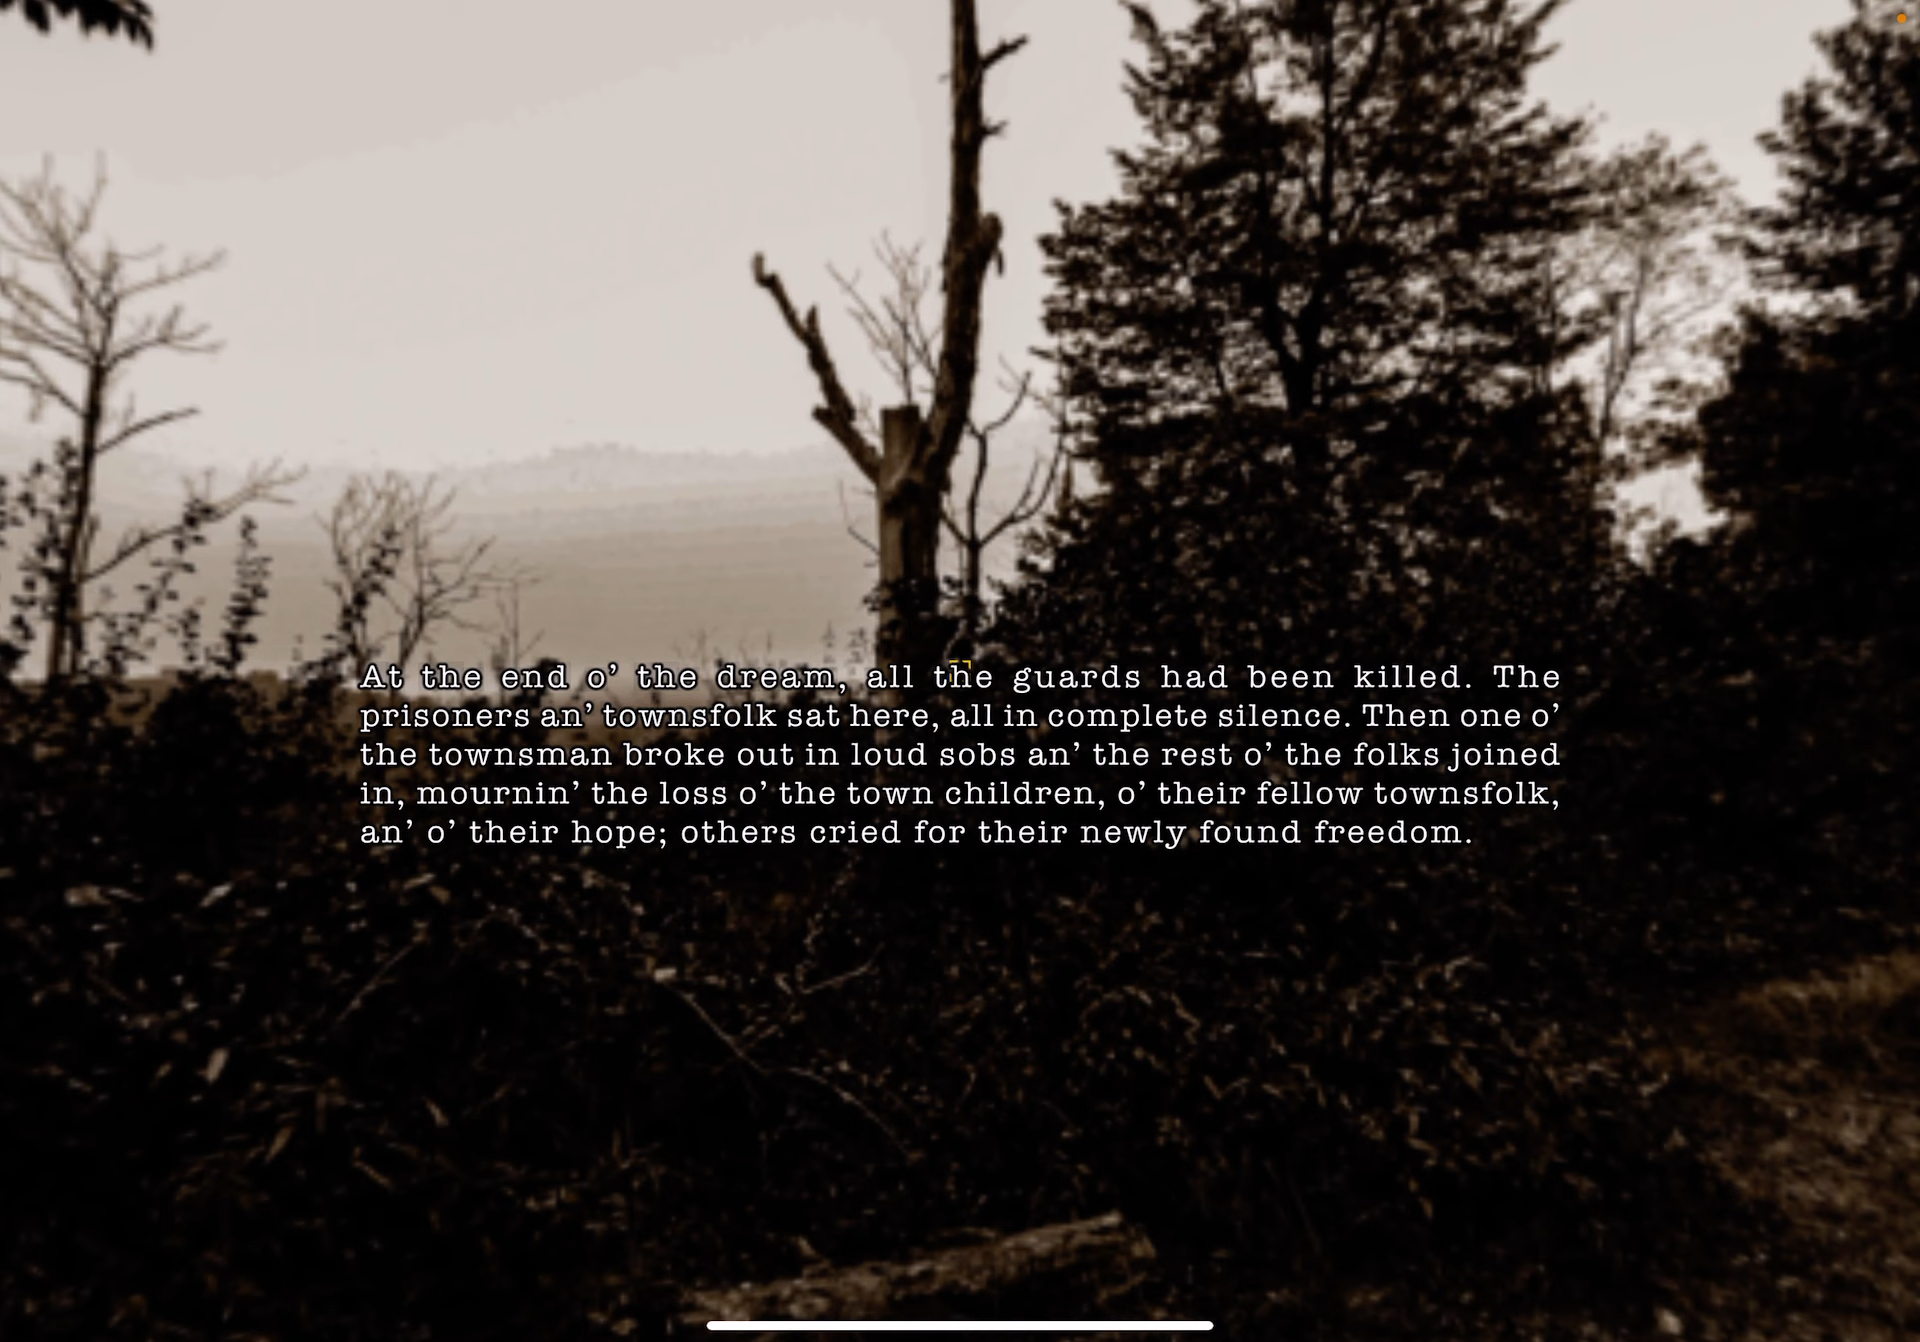 At the end o’ the dream, all the guards had been killed. The
prisoners an’ townsfolk sat here, all in complete silence. Then one o’
the townsman broke out in loud sobs an’ the rest o’ the folks joined
in, mournin’ the loss o’ the town children, o’ their fellow townsfolk,
an’ o’ their hope; others cried for their newly found freedom.